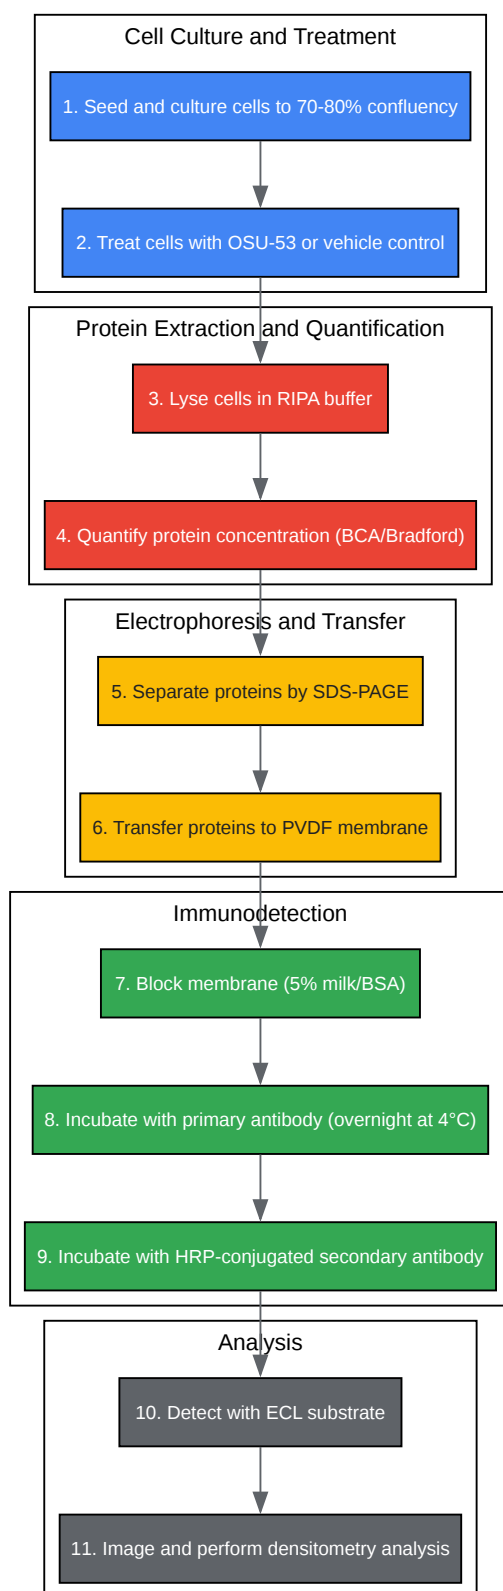 Cell Culture and Treatment
1. Seed and culture cells to 70-80% confluency
2. Treat cells with OSU-53 or vehicle control
Protein Extraction and Quantification
3. Lyse cells in RIPA buffer
4. Quantify protein concentration (BCA/Bradford)
Electrophoresis and Transfer
5. Separate proteins by SDS-PAGE
6. Transfer proteins to PVDF membrane
Immunodetection
7. Block membrane (5% milk/BSA)
8. Incubate with primary antibody (overnight at 4°C)
9. Incubate with HRP-conjugated secondary antibody
Analysis
10. Detect with ECL substrate
11. Image and perform densitometry analysis